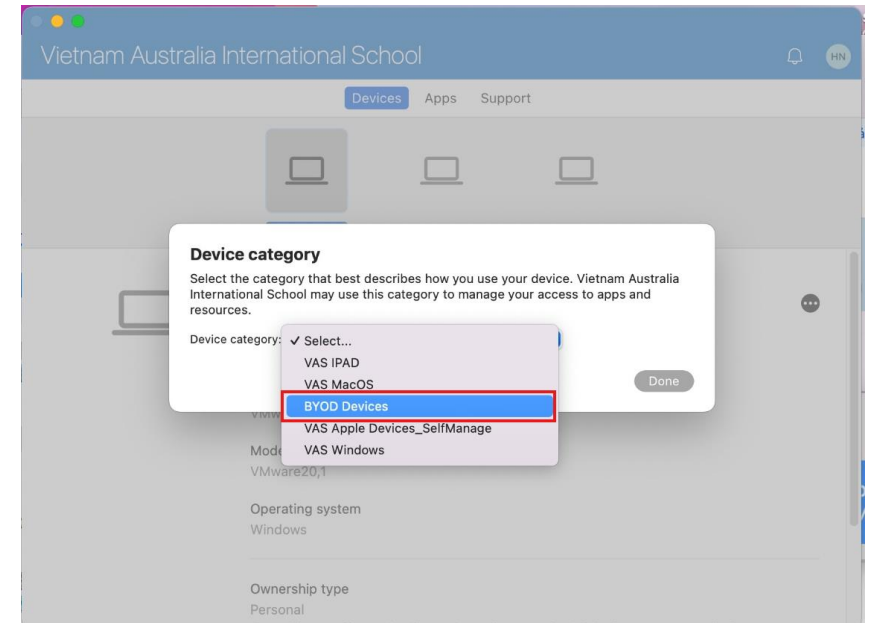 Vietnam Australia International School
HN
Devices Apps Support
Device category
Select the category that best describes how you use your device. Vietnam Australia
International School may use this category to manage your access to apps and
resources.
Device category:
✓ Select...
VAS IPAD
VAS MacOS
BYOD Devices
VAS Apple Devices_SelfManage
VAS Windows
Done
VMware20,1
Operating system
Windows
Ownership type
Personal